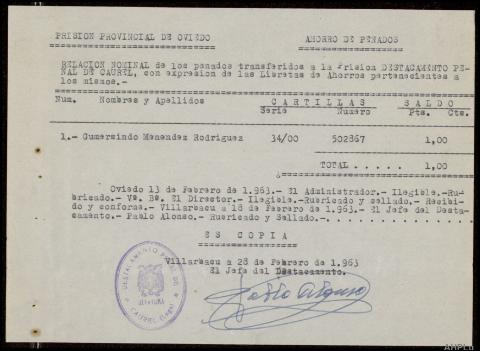 PRISION PROVINCIAL DE OVIEDO AHORRO DE PENADOS
RELACION NOMINAL de los penados transferidos a la Prision DESTACAMENTO PE-
NAL DE CAUREL, con expresion de las Libretas de Ahorros pertenecientes a
los mismos.-
Num. Nombres y Apellidos CARTILLAS SALDO
Serie Numero Pts. Cts.
1.- Gumersindo Menendez Rodriguez 34/00 502867 1,00
TOTAL . . . . . 1,00
Oviedo 13 de Febrero de 1.963.- El Administrador.- Ilegible.-Ru-
bricado.- Vº. Bº. El Director.- Ilegible.-Rubricado y sellado,- Recibi-
do y conforme.- Villarbacu a 18 de Febrero de 1.963.- El Jefe del Desta-
camento.- Pablo Alonso.- Rubricado y Sellado.-
ES COPIA
Villarbacu a 28 de Febrero de 1.963
El Jefe del Destacamento.
Pablo Alonso
DESTACAMENTO PENAL DE
JEFATURA
CAUREL (Lugo)
AHPLu